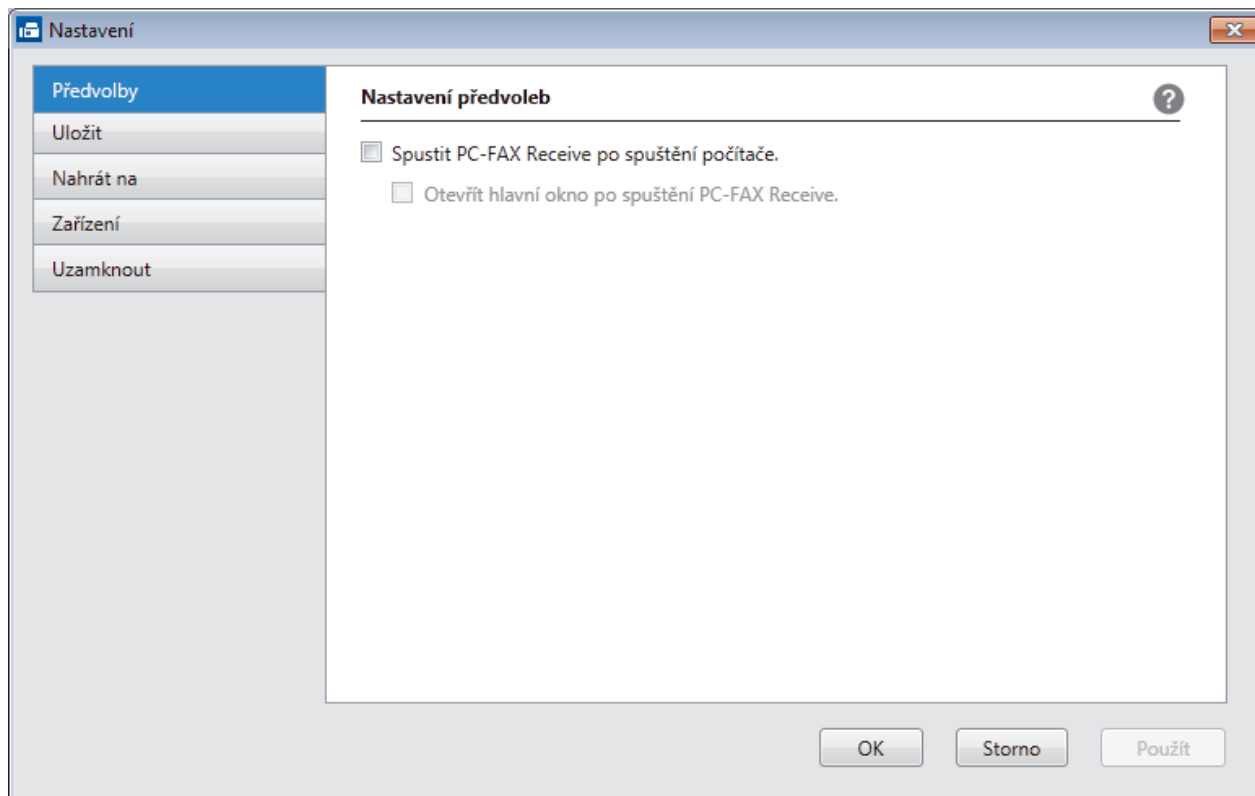 Nastavení
Předvolby
Uložit
Nahrát na
Zařízení
Uzamknout
Nastavení předvoleb
?
Spustit PC-FAX Receive po spuštění počítače.
Otevřít hlavní okno po spuštění PC-FAX Receive.
OK
Storno
Použít